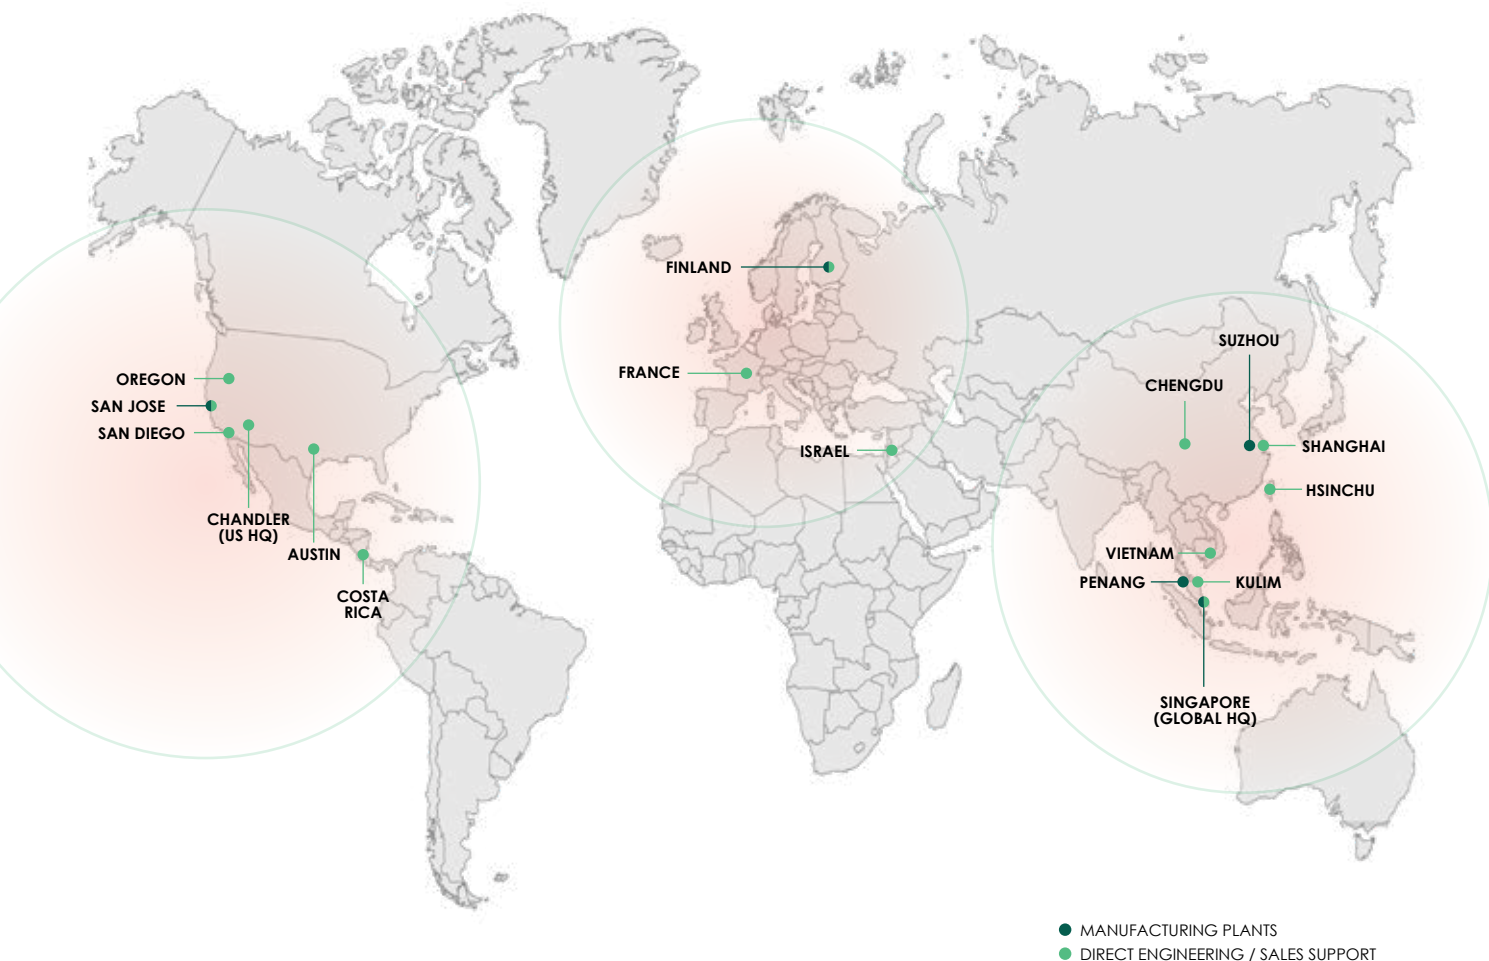 FINLAND
SUZHOU
FRANCE
OREGON
CHENGDU
SAN JOSE
SAN DIEGO
ISRAEL
SHANGHAI
HSINCHU
CHANDLER
(US HQ)
AUSTIN
VIETNAM
PENANG
KULIM
COSTA
RICA
SINGAPORE
(GLOBAL HQ)
MANUFACTURING PLANTS
DIRECT ENGINEERING / SALES SUPPORT